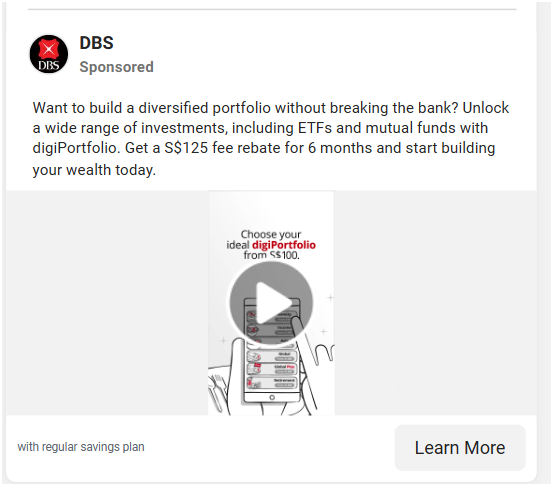 DBS
DBS
Sponsored
Want to build a diversified portfolio without breaking the bank? Unlock
a wide range of investments, including ETFs and mutual funds with
digiPortfolio. Get a S$125 fee rebate for 6 months and start building
your wealth today.
Choose your
ideal digiPortfolio
from S$100.
Global
Global Plus
Retirement
with regular savings plan
Learn More